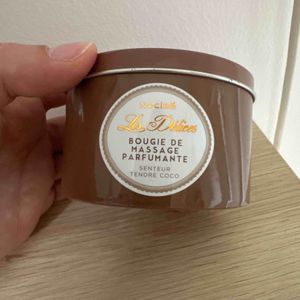 Les Délices
BOUGIE DE
MASSAGE
PARFUMANTE
SENTEUR
TENDRE COCO